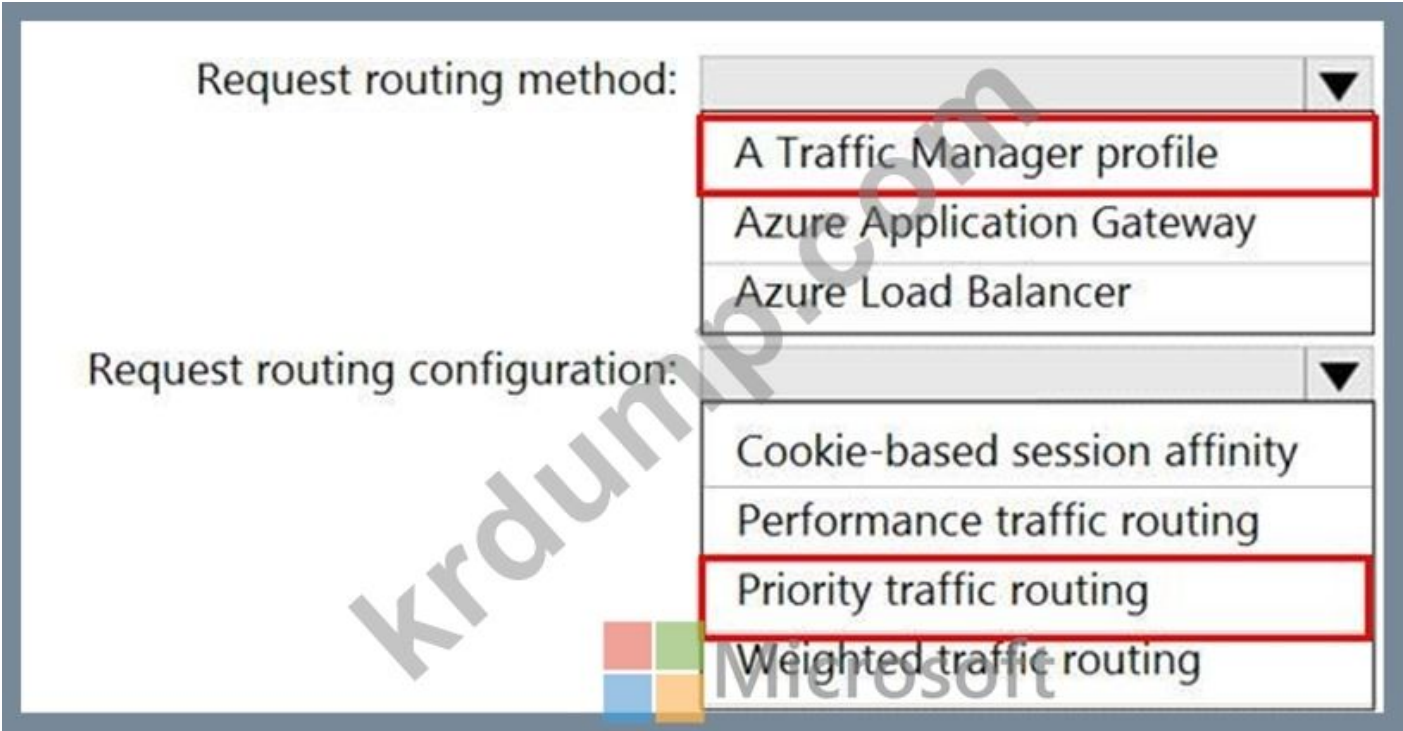 Request routing method:
A Traffic Manager profile
Azure Application Gateway
Azure Load Balancer
Request routing configuration:
Cookie-based session affinity
Performance traffic routing
Priority traffic routing
Weighted traffic routing
Microsoft
krdump.com